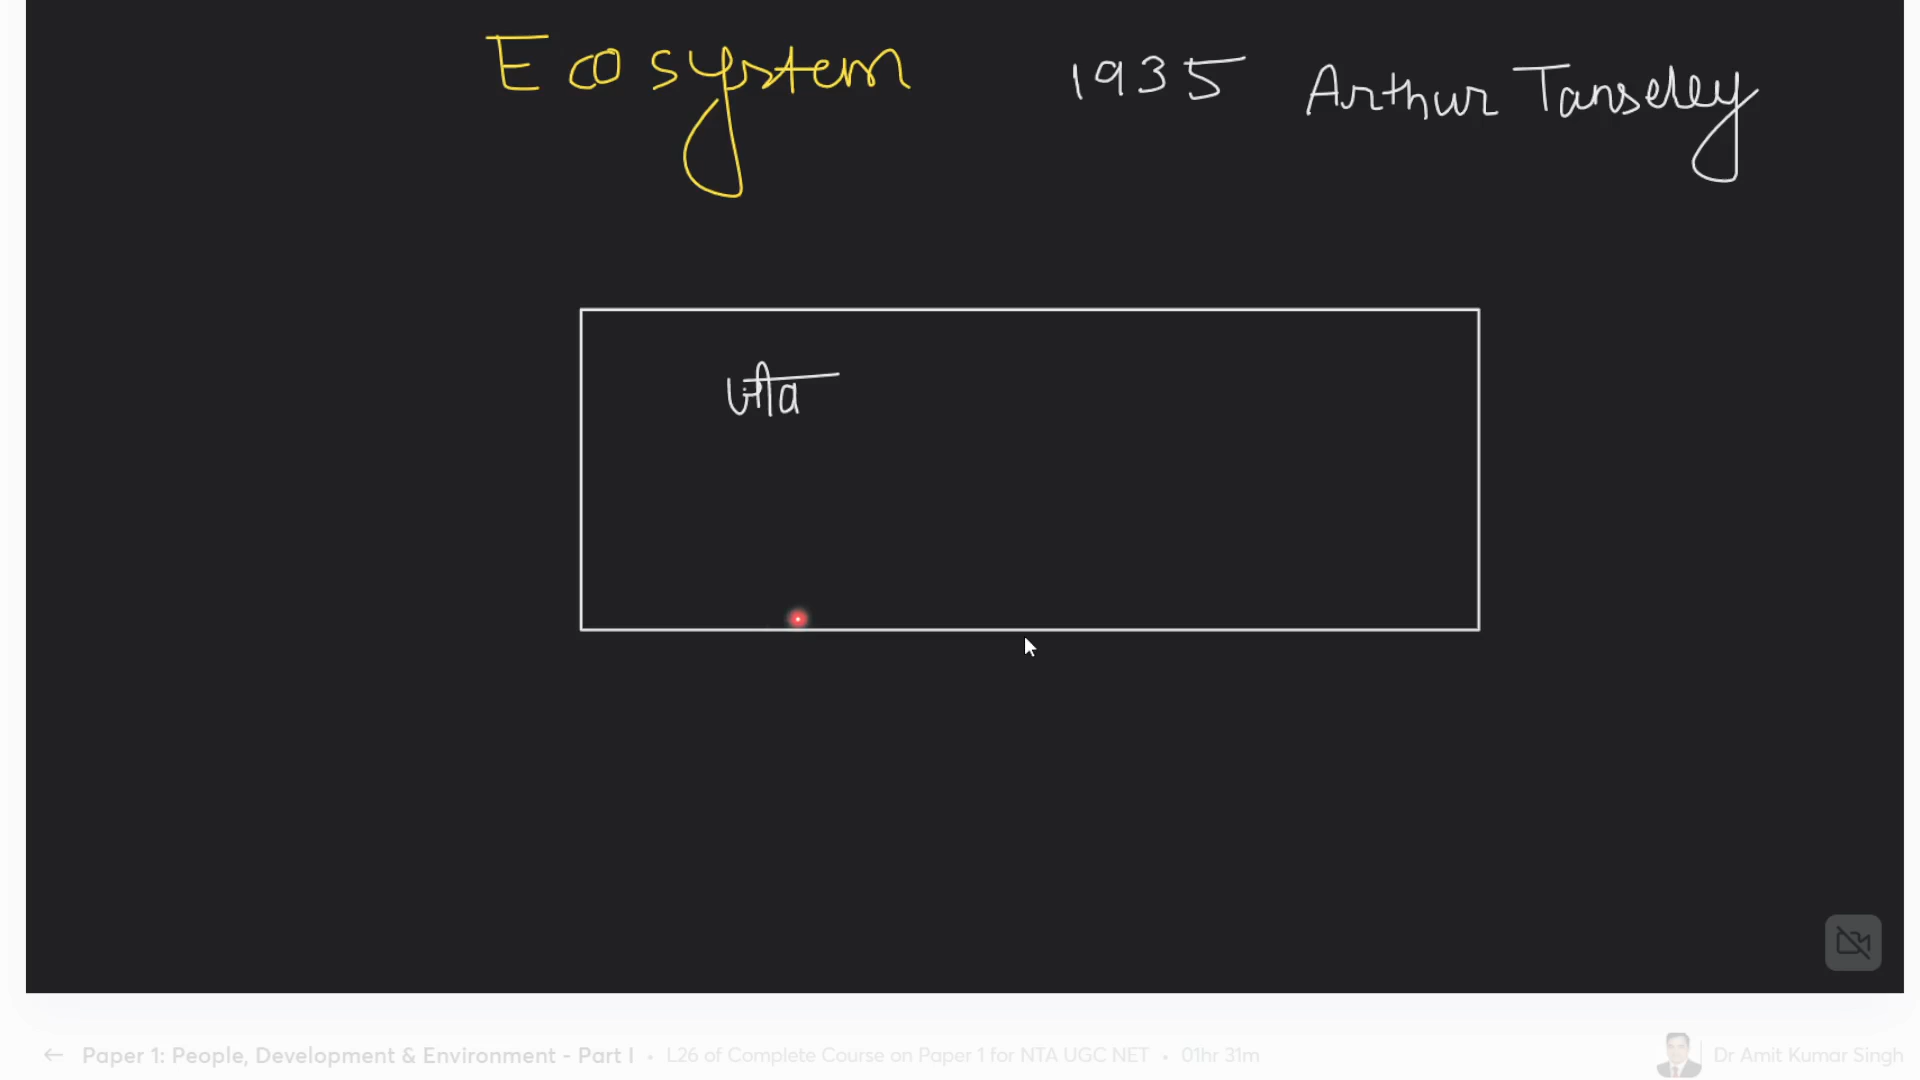 Ecosystem 1935 Arthur Tanseley
Paper 1: People, Development & Environment - Part I • L26 of Complete Course on Paper 1 for NTA UGC NET • 01hr 31m
Dr Amit Kumar Singh